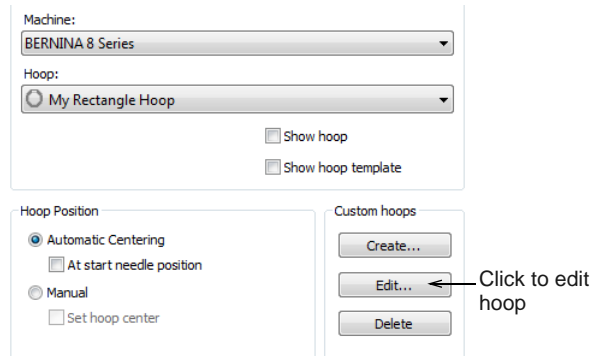 Machine:
BERNINA 8 Series
Hoop:
My Rectangle Hoop
Show hoop
Show hoop template
Hoop Position
Automatic Centering
At start needle position
Manual
Set hoop center
Custom hoops
Create...
Edit...
Delete
Click to edit
hoop